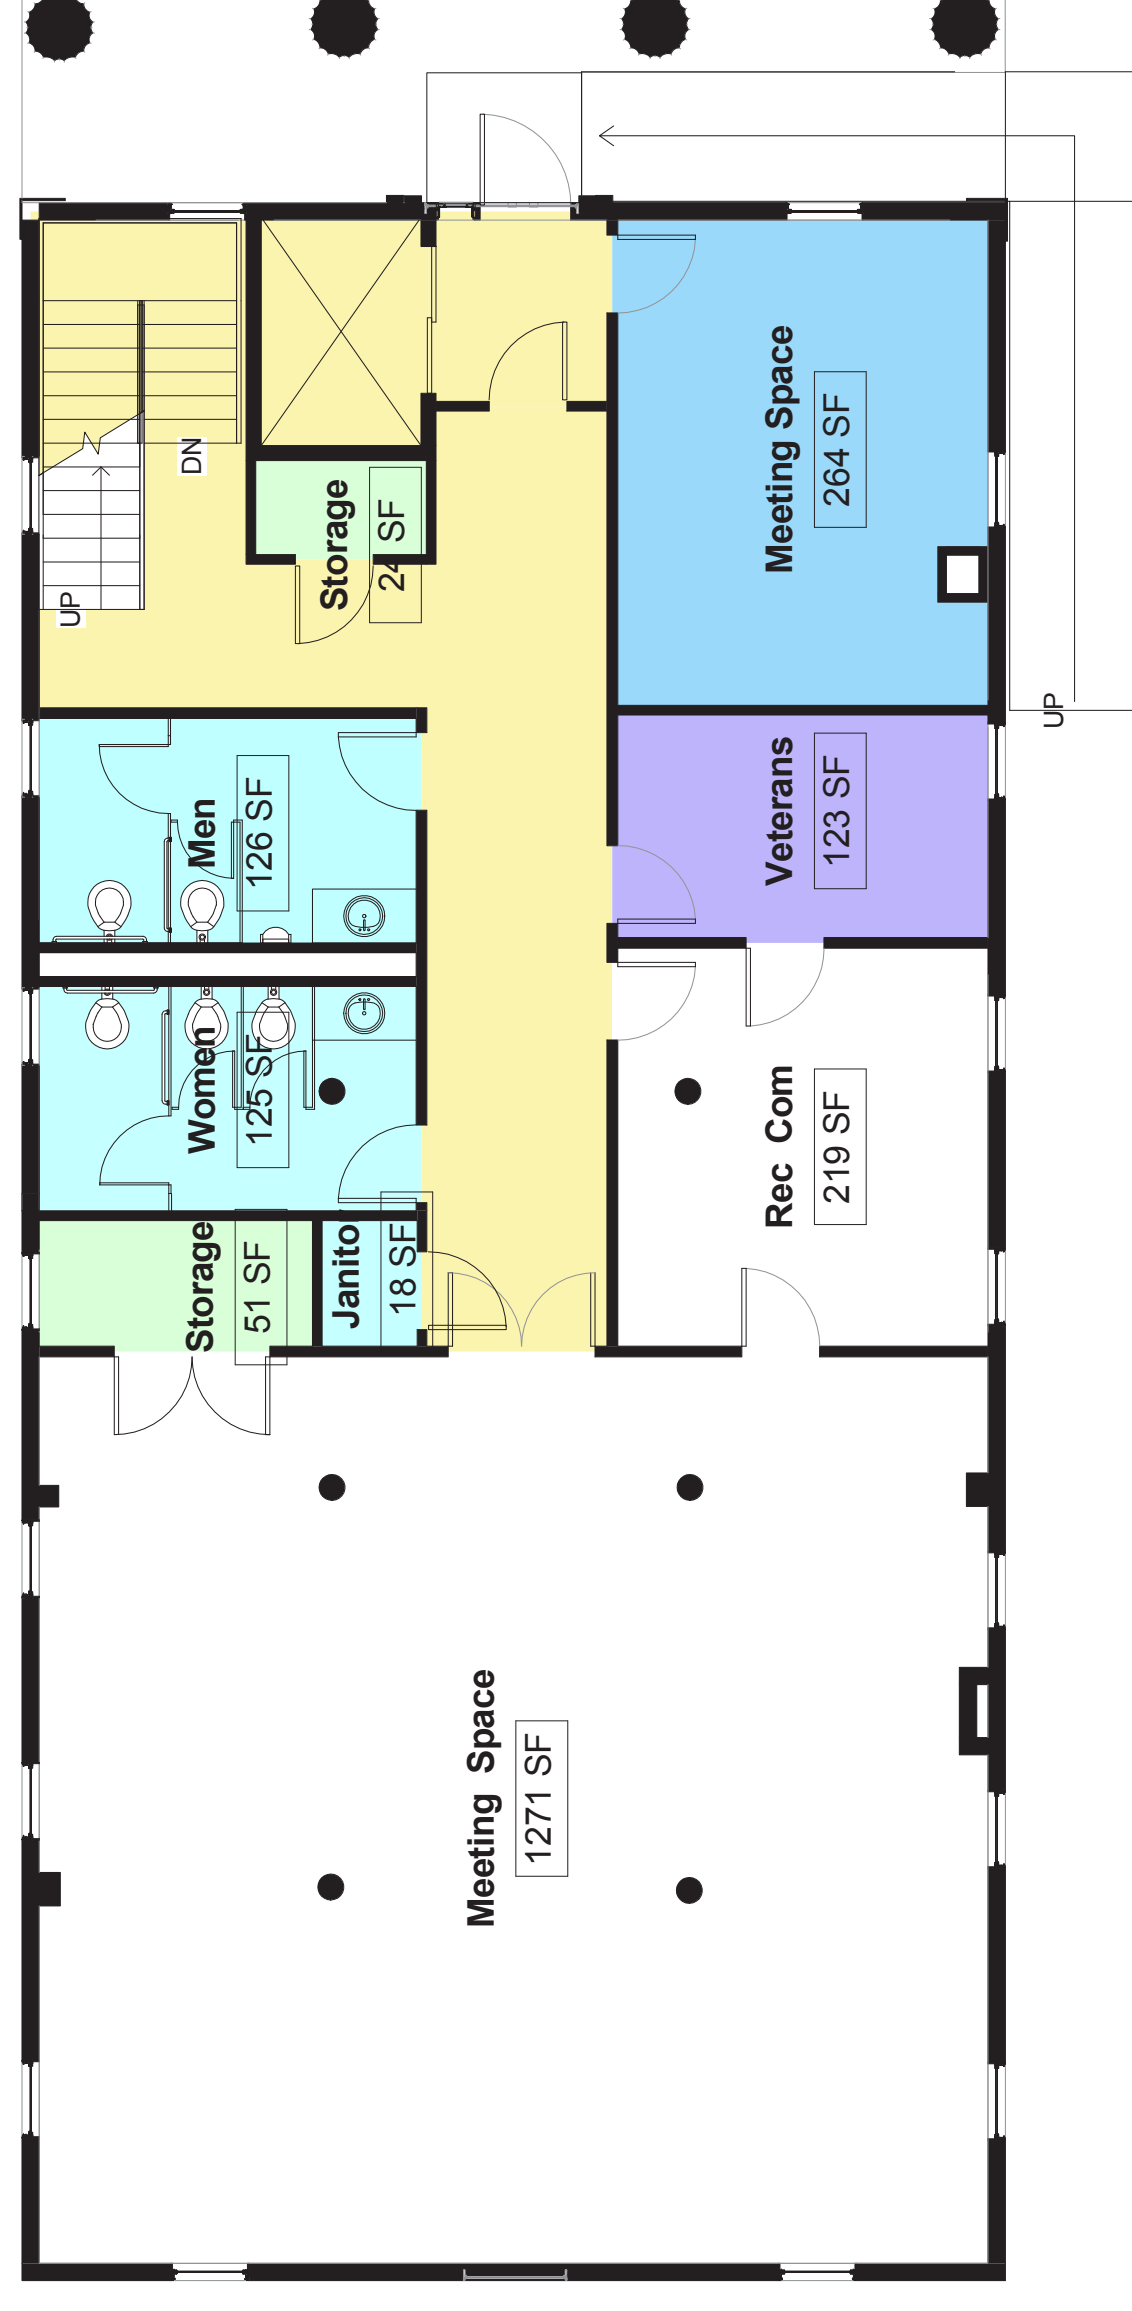 DN
UP
Storage
24 SF
Meeting Space
264 SF
Men
126 SF
Veterans
123 SF
UP
Women
125 SF
Rec Com
219 SF
Storage
51 SF
Janito
18 SF
Meeting Space
1271 SF